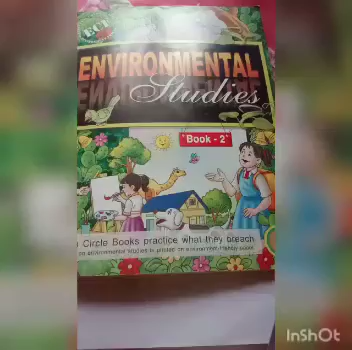 ENVIRONMENTAL
Studies
"Book - 2"
Circle Books practice what they preach
InShOt